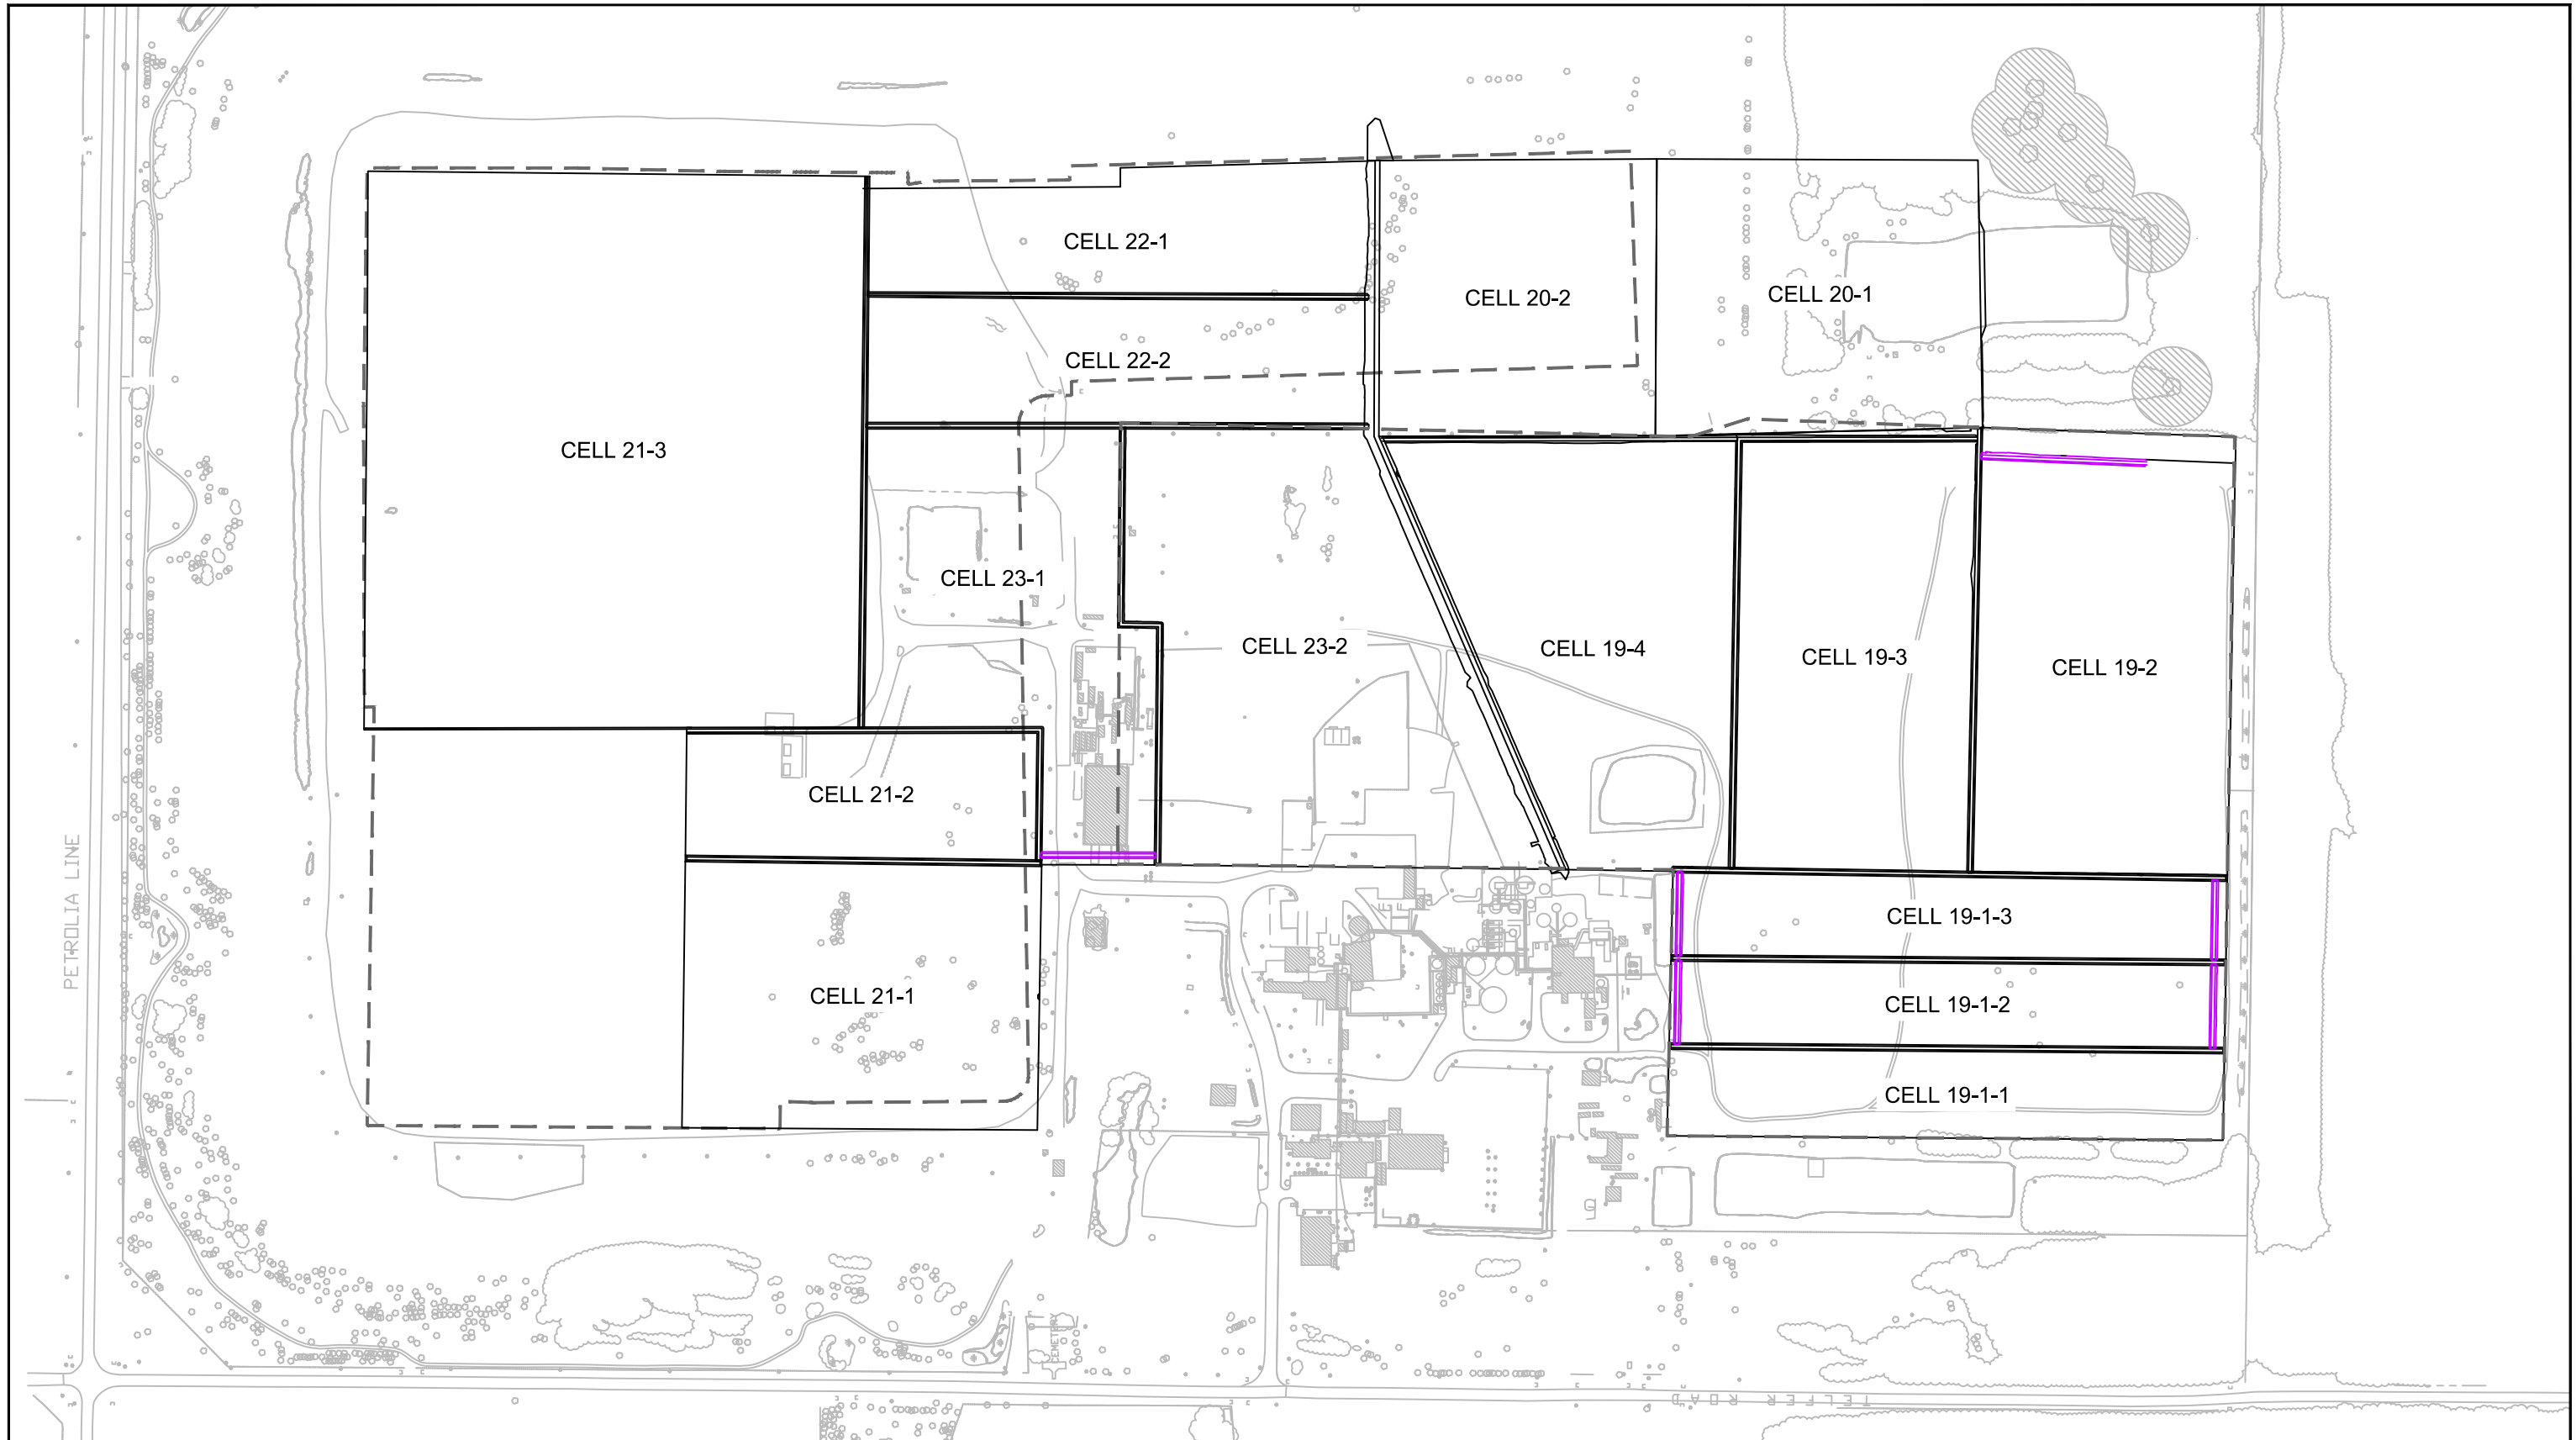 CELL 22-1
CELL 20-2
CELL 20-1
CELL 22-2
CELL 21-3
CELL 23-1
CELL 23-2
CELL 19-4
CELL 19-3
CELL 19-2
CELL 21-2
PETROLIA LINE
CELL 19-1-3
CELL 21-1
CELL 19-1-2
CELL 19-1-1
CEMETERY
TELFER ROAD